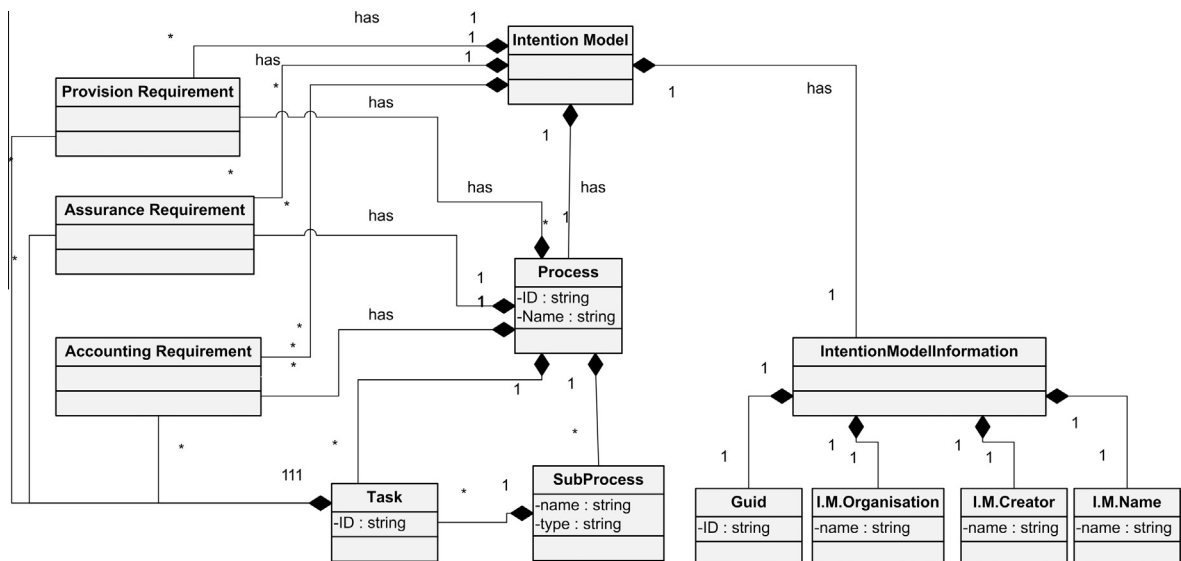 has 1
* 1
Intention Model
has 1
* 1 has
Provision Requirement
has
1
*
* has has
* *
Assurance Requirement * 1
has
Process
1
* -ID : string
1 1
-Name : string
* has
*
Accounting Requirement *
IntentionModelInformation
1
1 1
* * * 1 1 1 1
1 1 1 1
111 * 1
SubProcess
Task
-ID : string
-name : string
-type : string
Guid
-ID : string
I.M.Organisation
-name : string
I.M.Creator
-name : string
I.M.Name
-name : string